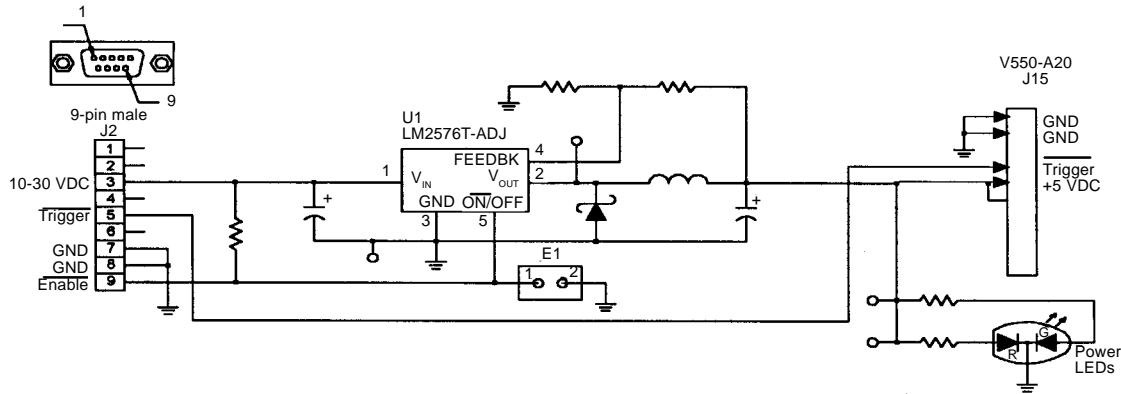 1
9
9-pin male
J2
1
2
10-30 VDC 3
4
Trigger 5
6
GND 7
GND 8
Enable 9
U1
LM2576T-ADJ
FEEDBK 4
1 VIN VOUT 2
GND ON/OFF
3 5
+
E1
1 2
+
V550-A20
J15
GND
GND
Trigger
+5 VDC
R G
Power
LEDs